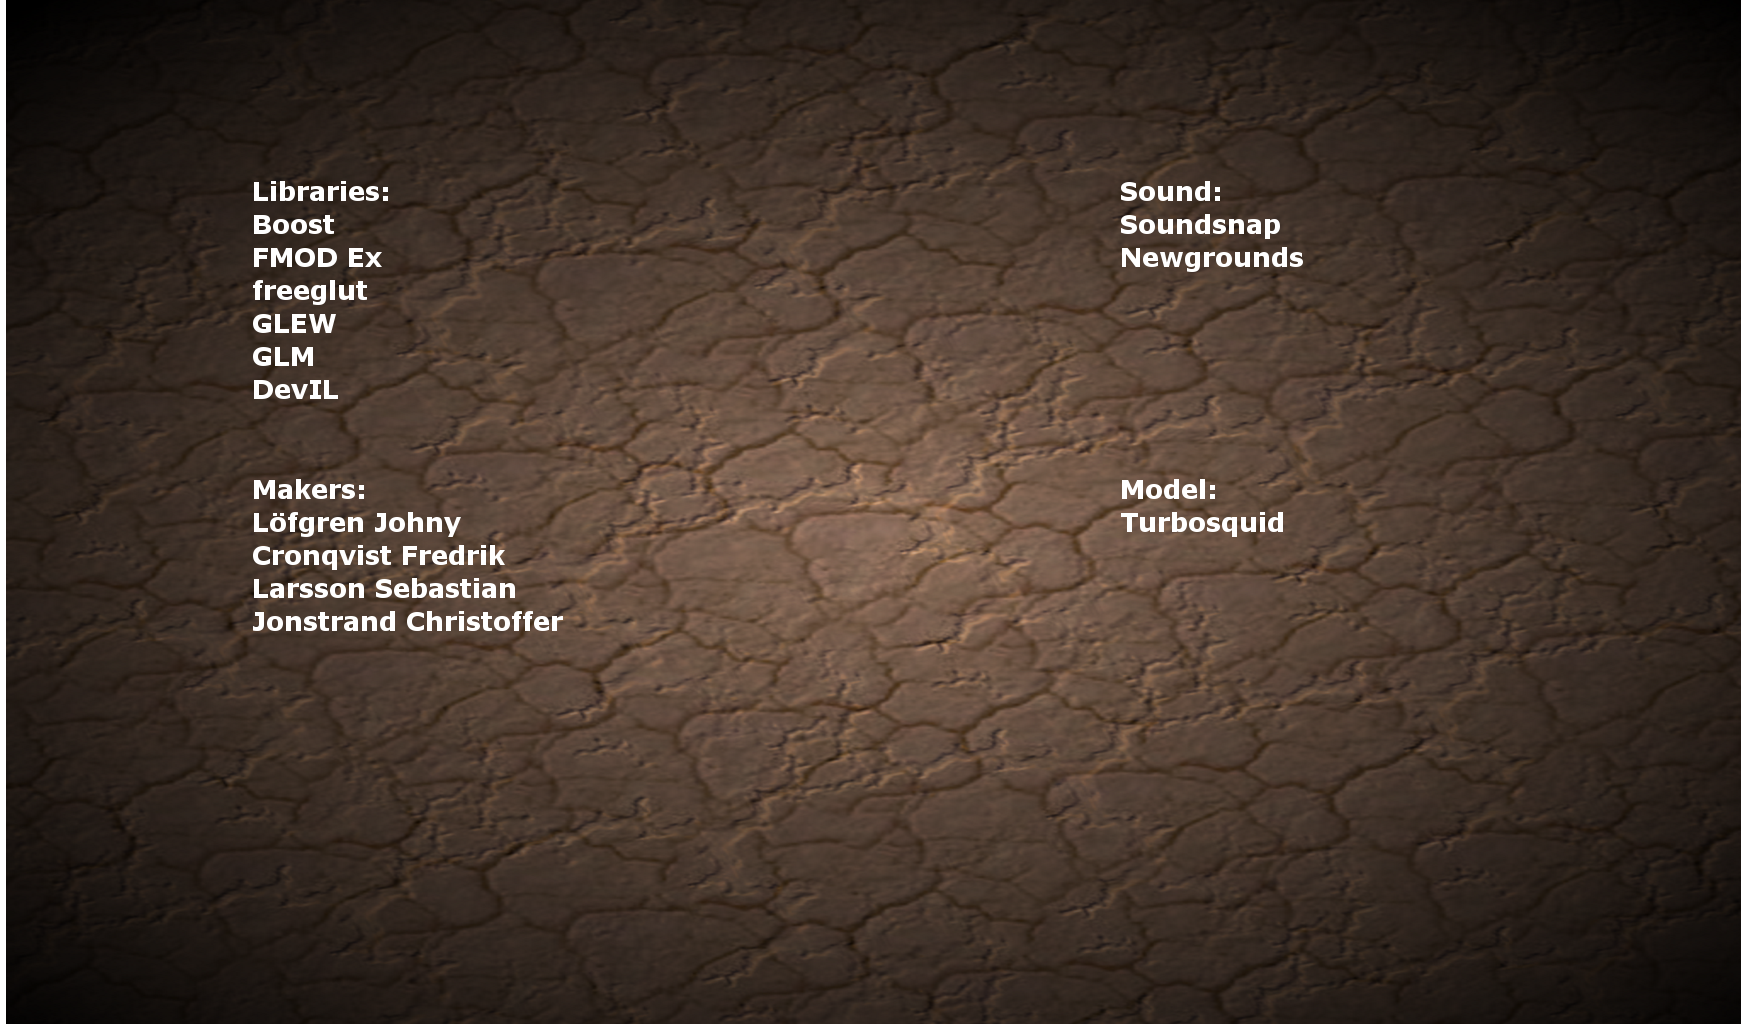 Libraries:
Boost
FMOD Ex
freeglut
GLEW
GLM
DevIL
Makers:
Löfgren Johny
Cronqvist Fredrik
Larsson Sebastian
Jonstrand Christoffer
Sound:
Soundsnap
Newgrounds
Model:
Turbosquid